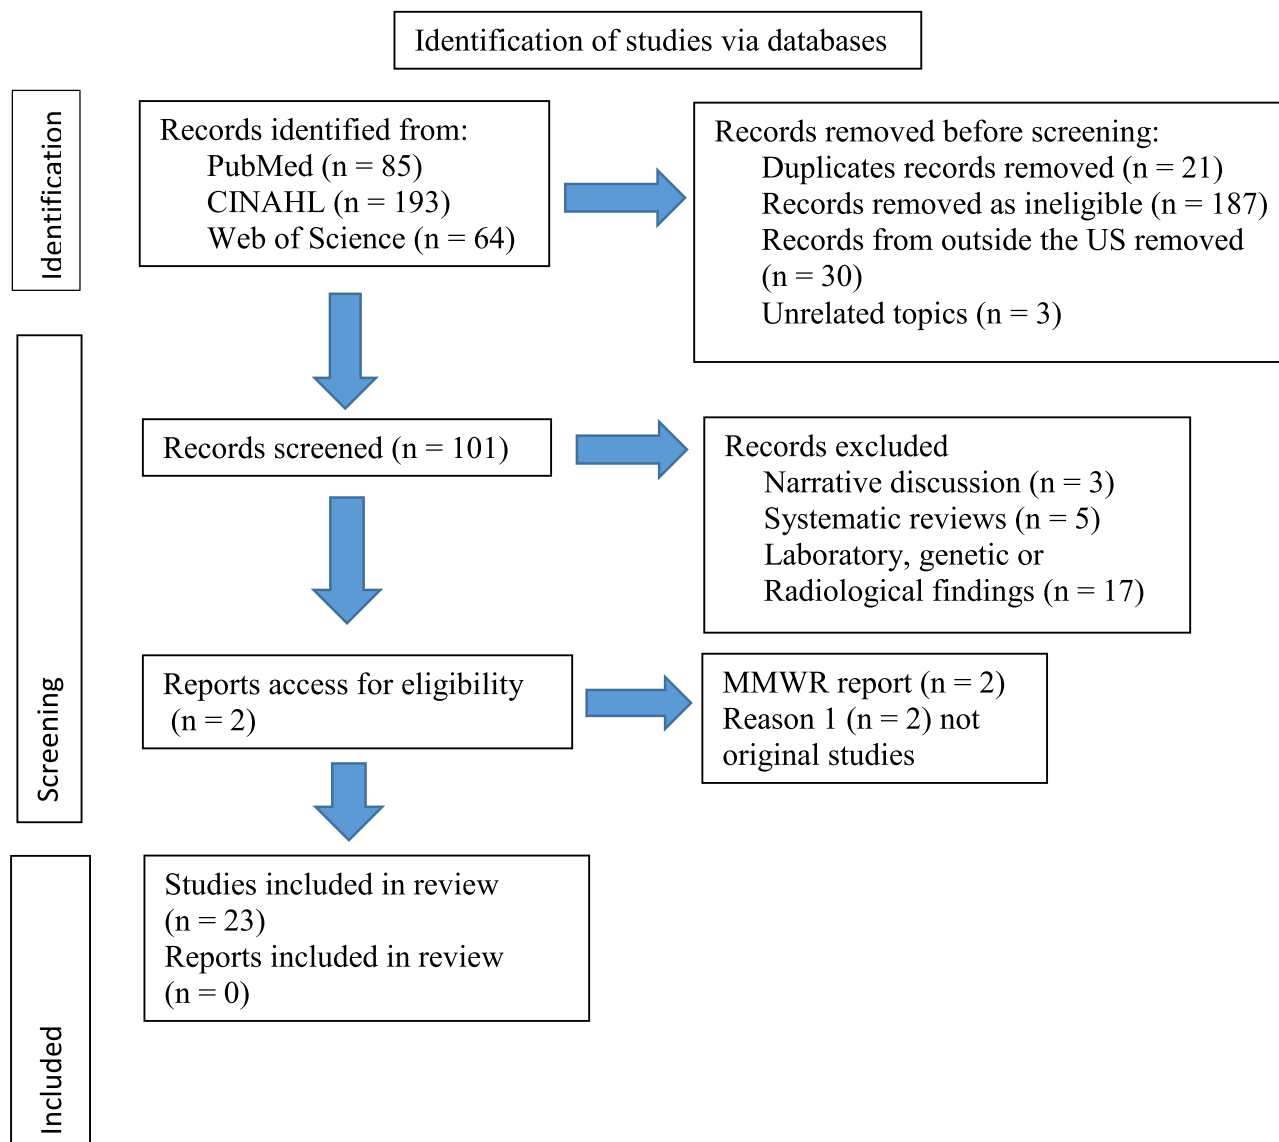 Identification of studies via databases
Identification
Records identified from:
PubMed (n = 85)
CINAHL (n = 193)
Web of Science (n = 64)
Records removed before screening:
Duplicates records removed (n = 21)
Records removed as ineligible (n = 187)
Records from outside the US removed
(n = 30)
Unrelated topics (n = 3)
Screening
Records screened (n = 101)
Records excluded
Narrative discussion (n = 3)
Systematic reviews (n = 5)
Laboratory, genetic or
Radiological findings (n = 17)
Reports access for eligibility
(n = 2)
MMWR report (n = 2)
Reason 1 (n = 2) not
original studies
Included
Studies included in review
(n = 23)
Reports included in review
(n = 0)